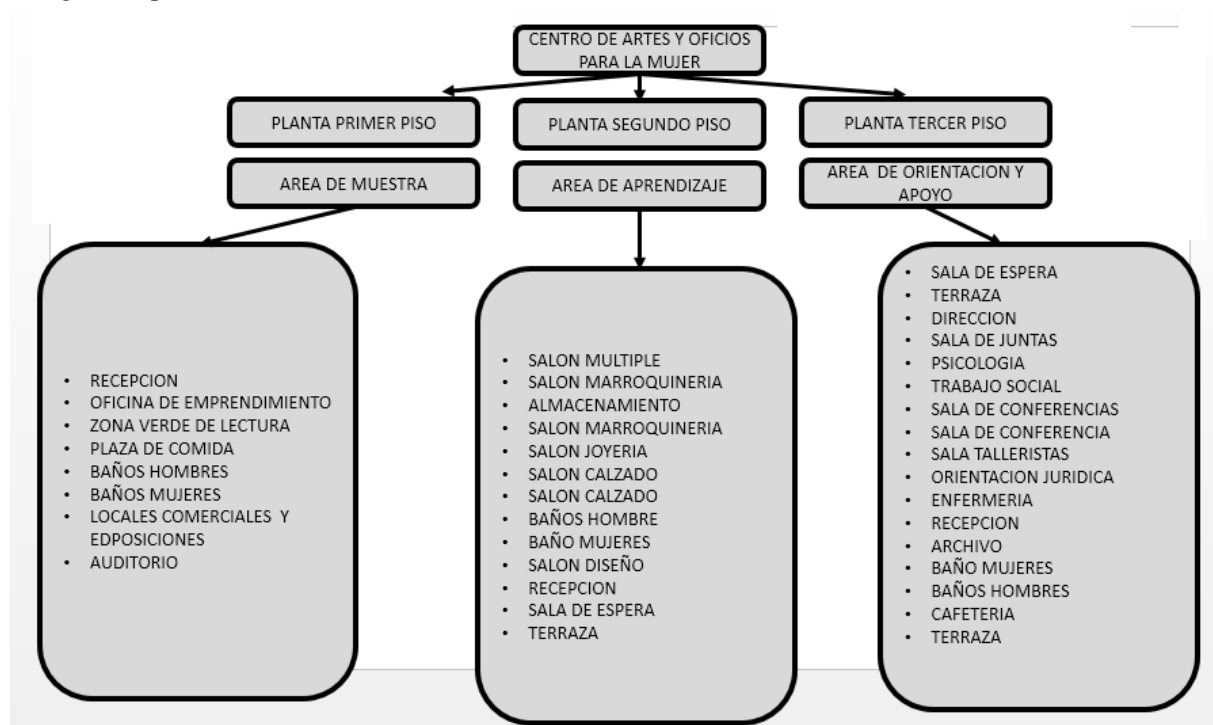 CENTRO DE ARTES Y OFICIOS
PARA LA MUJER
PLANTA PRIMER PISO
PLANTA SEGUNDO PISO
PLANTA TERCER PISO
AREA DE MUESTRA
AREA DE APRENDIZAJE
AREA DE ORIENTACION Y
APOYO
• RECEPCION
• OFICINA DE EMPRENDIMIENTO
• ZONA VERDE DE LECTURA
• PLAZA DE COMIDA
• BAÑOS HOMBRES
• BAÑOS MUJERES
• LOCALES COMERCIALES Y
EDPOSICIONES
• AUDITORIO
• SALON MULTIPLE
• SALON MARROQUINERIA
• ALMACENAMIENTO
• SALON MARROQUINERIA
• SALON JOYERIA
• SALON CALZADO
• SALON CALZADO
• BAÑOS HOMBRE
• BAÑO MUJERES
• SALON DISEÑO
• RECEPCION
• SALA DE ESPERA
• TERRAZA
• SALA DE ESPERA
• TERRAZA
• DIRECCION
• SALA DE JUNTAS
• PSICOLOGIA
• TRABAJO SOCIAL
• SALA DE CONFERENCIAS
• SALA DE CONFERENCIA
• SALA TALLERISTAS
• ORIENTACION JURIDICA
• ENFERMERIA
• RECEPCION
• ARCHIVO
• BAÑO MUJERES
• BAÑOS HOMBRES
• CAFETERIA
• TERRAZA